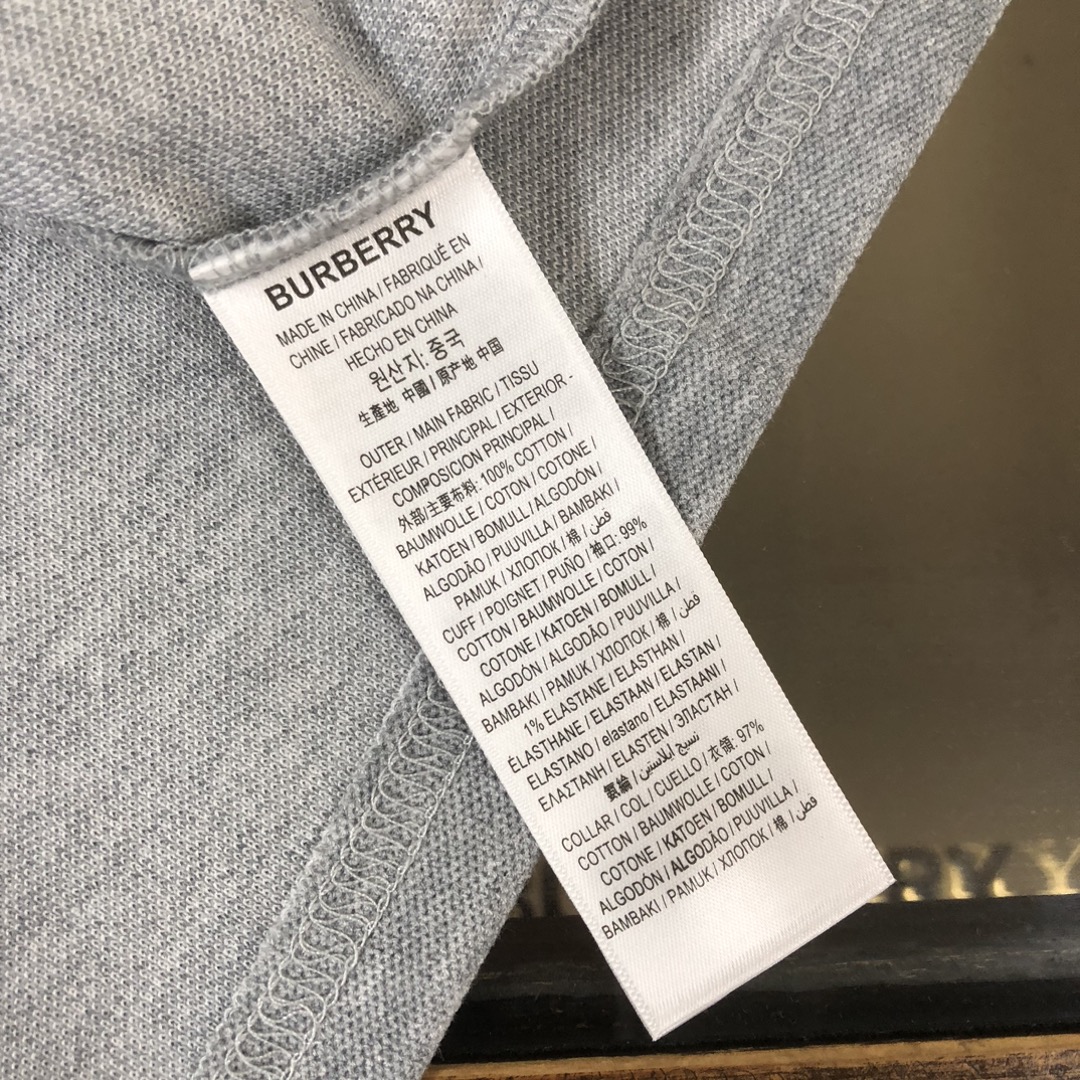 BURBERRY
MADE IN CHINA / FABRIQUÉ EN
CHINE / FABRICADO NA CHINA /
HECHO EN CHINA
원산지: 중국
生產地 中國 / 原产地 中国
OUTER / MAIN FABRIC / TISSU
EXTÉRIEUR / PRINCIPAL / EXTERIOR -
COMPOSICION PRINCIPAL
外部/主要布料: 100% COTTON /
BAUMWOLLE / COTON / COTONE /
KATOEN / BOMULL / ALGODÓN /
ALGODÃO / PUUVILLA / BAMBAKI /
PAMUK / ХЛОПОК / 棉 / قطن
CUFF / POIGNET / PUÑO / 袖口: 99%
COTTON / BAUMWOLLE / COTON /
COTONE / KATOEN / BOMULL /
ALGODÓN / ALGODÃO / PUUVILLA /
BAMBAKI / PAMUK / ХЛОПОК / 棉 / قطن
1% ELASTANE / ELASTHAN /
ÉLASTHANE / ELASTAAN / ELASTAN /
ELASTANO / elastano / ELASTAANI /
ΕΛΑΣΤΑΝΗ / ELASTEN / ЭЛАСТАН /
氨綸 / نسيج إيلاستين
COLLAR / COL / CUELLO / 衣領: 97%
COTTON / BAUMWOLLE / COTON /
COTONE / KATOEN / BOMULL /
ALGODÓN / ALGODÃO / PUUVILLA /
BAMBAKI / PAMUK / ХЛОПОК / 棉 / قطن
RRY